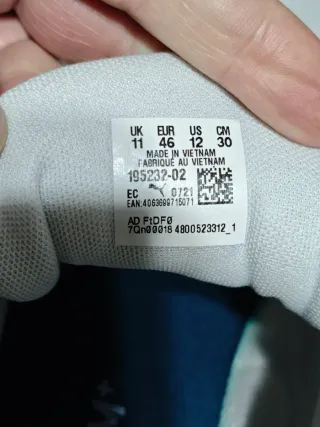 UK EUR US CM
11 46 12 30
MADE IN VIETNAM
FABRIQUE AU VIETNAM
195232-02
EC 0721
EAN:4063699715071
AD FtDF0
7Qn00018 4800523312_1